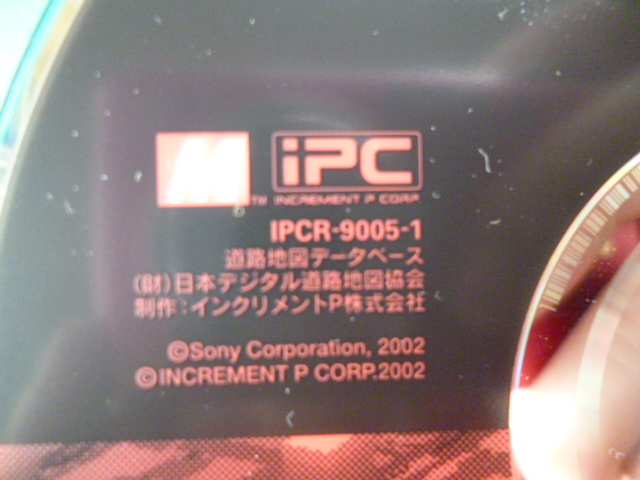 M™ iPC
INCREMENT P CORP.
IPCR-9005-1
道路地図データベース
(財)日本デジタル道路地図協会
制作:インクリメントP株式会社
©Sony Corporation, 2002
©INCREMENT P CORP.2002